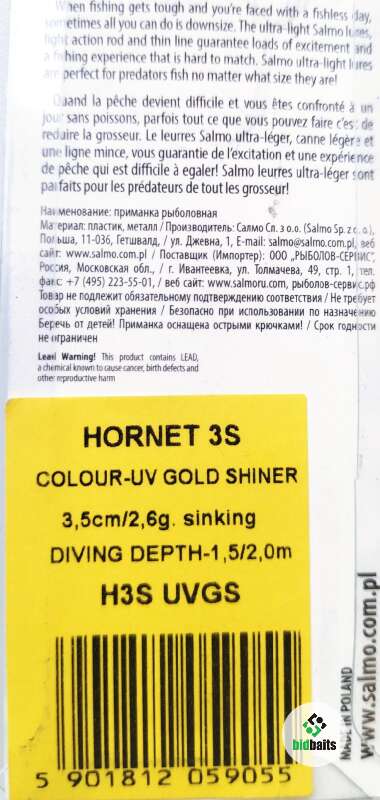 When fishing gets tough and you're faced with a fishless day,
sometimes all you can do is downsize. The ultra-light Salmo lures,
light action rod and thin line guarantee loads of excitement and
a fishing experience that is hard to match. Salmo ultra-light lures
are perfect for predators fish no matter what size they are!
Quand la pêche devient difficile et vous êtes confronté à un
jour sans poissons, parfois tout ce que vous pouvez faire c'est de
reduire la grosseur. Le leurres Salmo ultra-léger, canne légère et
une ligne mince, vous guarantie de l'excitation et une expérience
de pêche qui est difficile à egaler! Salmo leurres ultra-léger sont
parfaits pour les prédateurs de tout les grosseur!
Наименование: приманка рыболовная
Материал: пластик, металл / Производитель: Салмо Сп. з о.о. (Salmo Sp. z o.o.),
Польша, 11-036, Гетшвалд, / ул. Джевна, 1, E-mail: salmo@salmo.com.pl, веб
сайт: www.salmo.com.pl / Поставщик (Импортер): ООО „РЫБОЛОВ-СЕРВИС",
Россия, Московская обл., / г. Ивантеевка, ул. Толмачева, 49, стр. 1, тел.
факс: +7 (495) 223-55-01, / веб сайт: www.salmoru.com, рыболов-сервис.рф
Товар не подлежит обязательному подтверждению соответствия / Не требует
особых условий хранения / Безопасно при использовании по назначению
Беречь от детей! Приманка оснащена острыми крючками! / Срок годности
не ограничен
Lead Warning! This product contains LEAD,
a chemical known to cause cancer, birth defects and
other reproductive harm
HORNET 3S
COLOUR-UV GOLD SHINER
3,5cm/2,6g. sinking
DIVING DEPTH-1,5/2,0m
H3S UVGS
5 901812 059055
MADE IN POLAND
www.salmo.com.pl
bidbaits